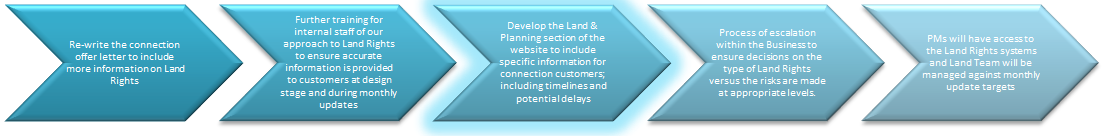 Re-write the connection
offer letter to include
more information on Land
Rights
Further training for
internal staff of our
approach to Land Rights
to ensure accurate
information is provided
to customers at design
stage and during monthly
updates
Develop the Land &
Planning section of the
website to include
specific information for
connection customers;
including timelines and
potential delays
Process of escalation
within the Business to
ensure decisions on the
type of Land Rights
versus the risks are made
at appropriate levels.
PMs will have access to
the Land Rights systems
and Land Team will be
managed against monthly
update targets